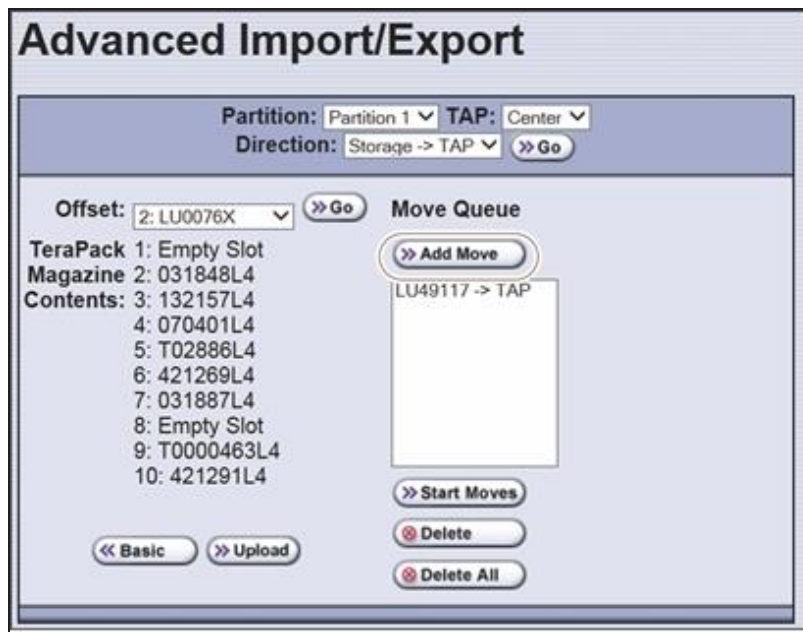 Advanced Import/Export
Partition: Partition 1 TAP: Center
Direction: Storage -> TAP Go
Offset: 2: LU0076X Go
TeraPack Magazine Contents:
1: Empty Slot
2: 031848L4
3: 132157L4
4: 070401L4
5: T02886L4
6: 421269L4
7: 031887L4
8: Empty Slot
9: T0000463L4
10: 421291L4
Basic Upload
Move Queue
Add Move
LU49117 -> TAP
Start Moves
Delete
Delete All